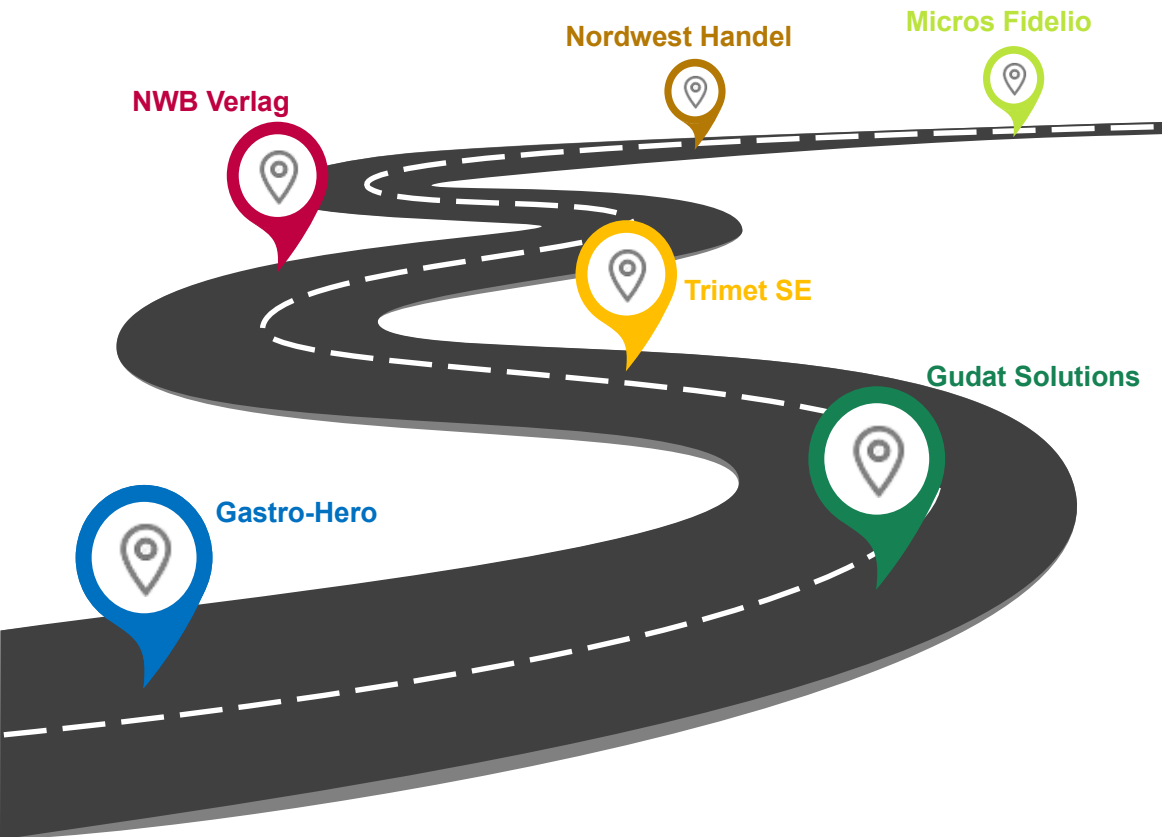 Micros Fidelio
Nordwest Handel
NWB Verlag
Trimet SE
Gudat Solutions
Gastro-Hero